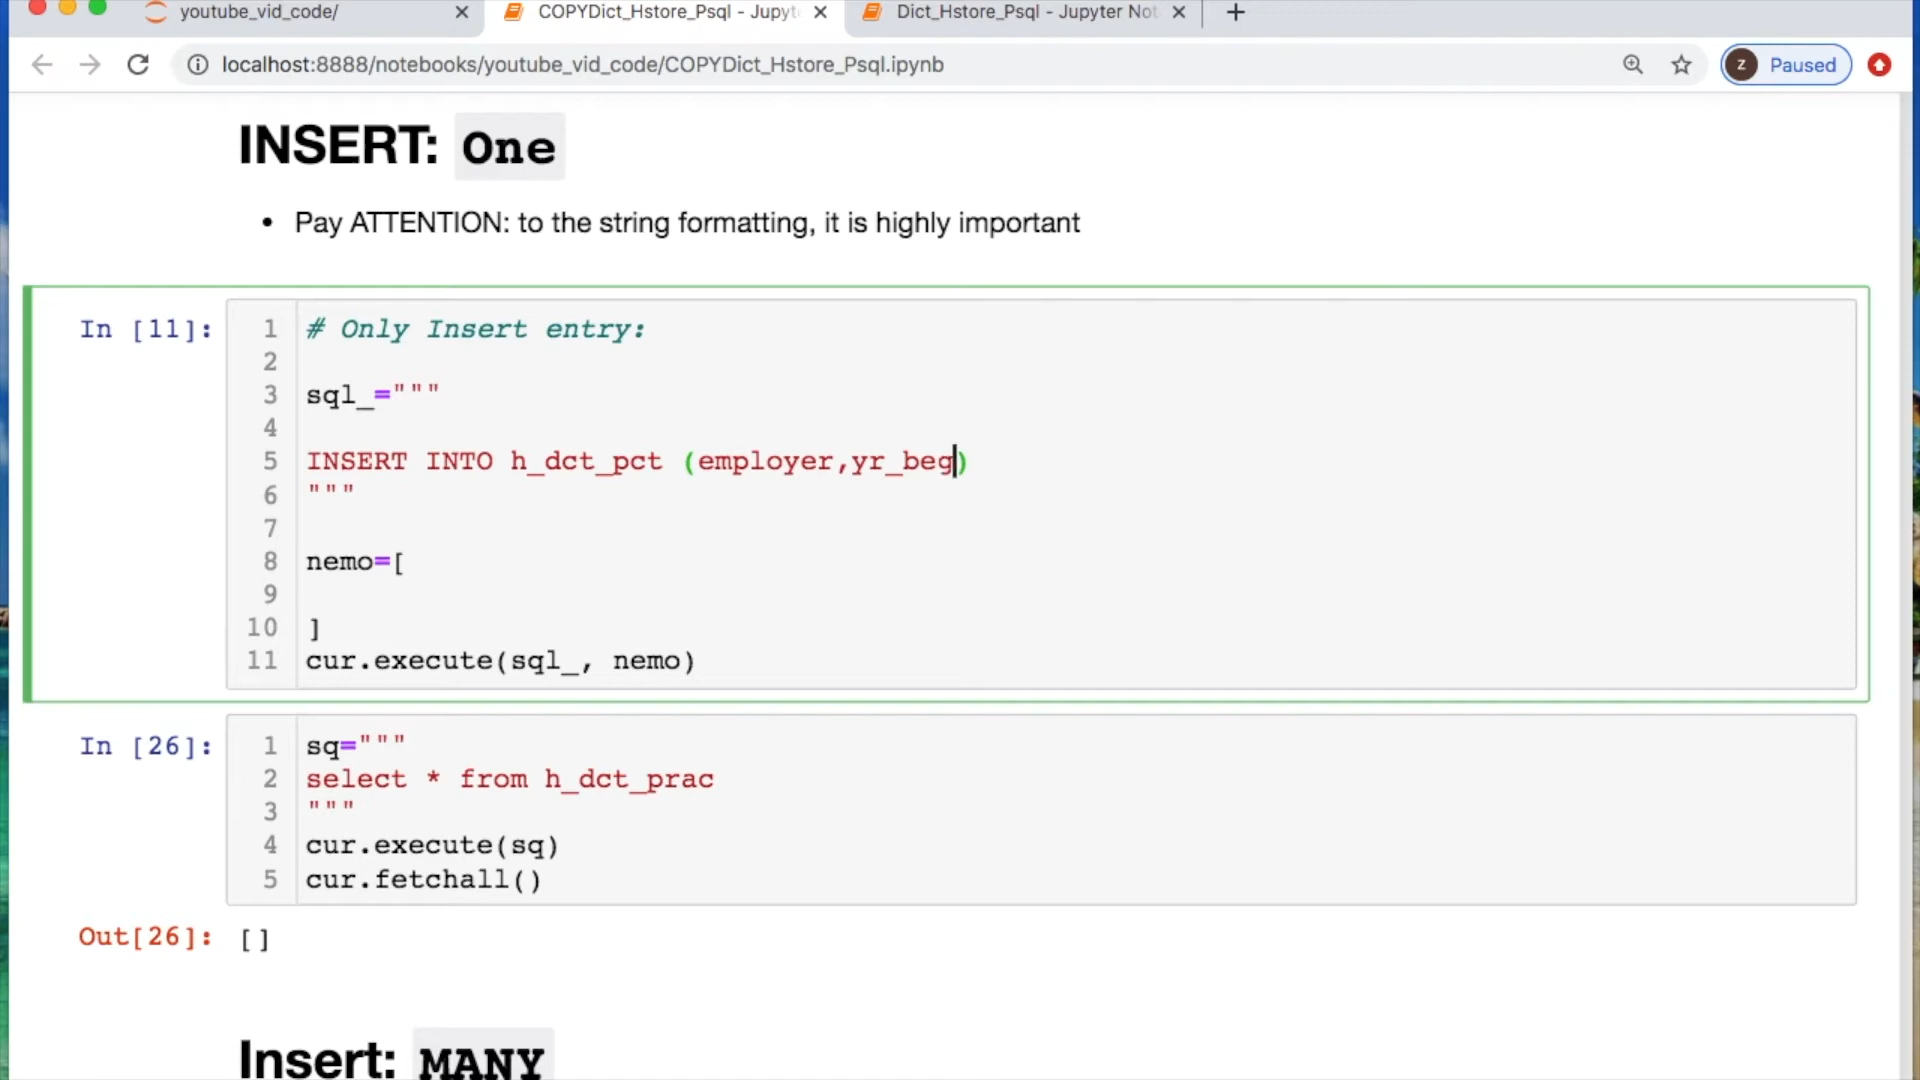 youtube_vid_code/
COPYDict_Hstore_Psql - Jupyt
Dict_Hstore_Psql - Jupyter Not
localhost:8888/notebooks/youtube_vid_code/COPYDict_Hstore_Psql.ipynb
z Paused
INSERT: One
• Pay ATTENTION: to the string formatting, it is highly important
In [11]:
1 # Only Insert entry:
2
3 sql_="""
4
5 INSERT INTO h_dct_pct (employer,yr_beg)
6 """
7
8 nemo=[
9
10 ]
11 cur.execute(sql_, nemo)
In [26]:
1 sq="""
2 select * from h_dct_prac
3 """
4 cur.execute(sq)
5 cur.fetchall()
Out[26]: []
Insert: MANY